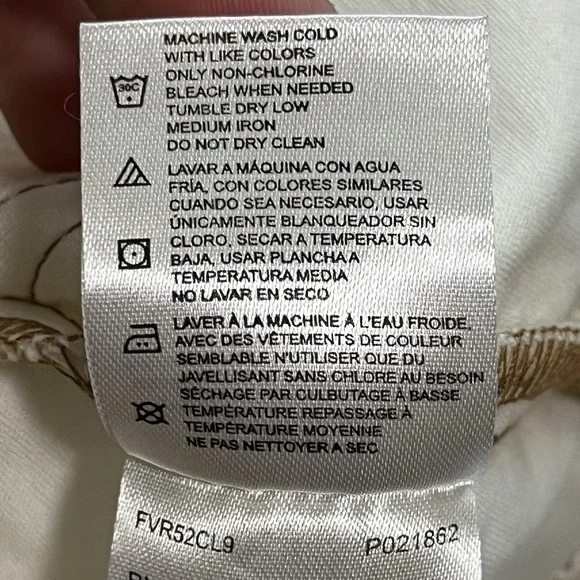 MACHINE WASH COLD
WITH LIKE COLORS
ONLY NON-CHLORINE
BLEACH WHEN NEEDED
TUMBLE DRY LOW
MEDIUM IRON
DO NOT DRY CLEAN
30C
LAVAR A MÁQUINA CON AGUA
FRÍA, CON COLORES SIMILARES
CUANDO SEA NECESARIO, USAR
ÚNICAMENTE BLANQUEADOR SIN
CLORO, SECAR A TEMPERATURA
BAJA, USAR PLANCHA A
TEMPERATURA MEDIA
NO LAVAR EN SECO
LAVER À LA MACHINE À L'EAU FROIDE,
AVEC DES VÊTEMENTS DE COULEUR
SEMBLABLE N'UTILISER QUE DU
JAVELLISANT SANS CHLORE AU BESOIN
SÉCHAGE PAR CULBUTAGE À BASSE
TEMPÉRATURE REPASSAGE À
TEMPÉRATURE MOYENNE
NE PAS NETTOYER A SEC
FVR52CL9 P021862